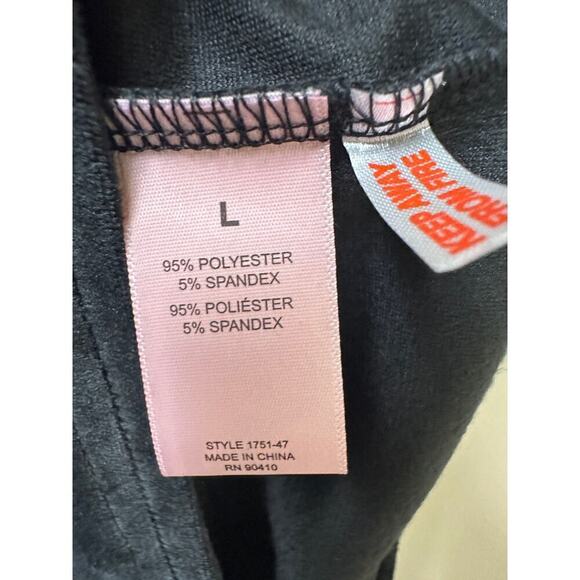 L
95% POLYESTER
5% SPANDEX
95% POLIÉSTER
5% SPANDEX
STYLE 1751-47
MADE IN CHINA
RN 90410
KEEP AWAY
FROM FIRE